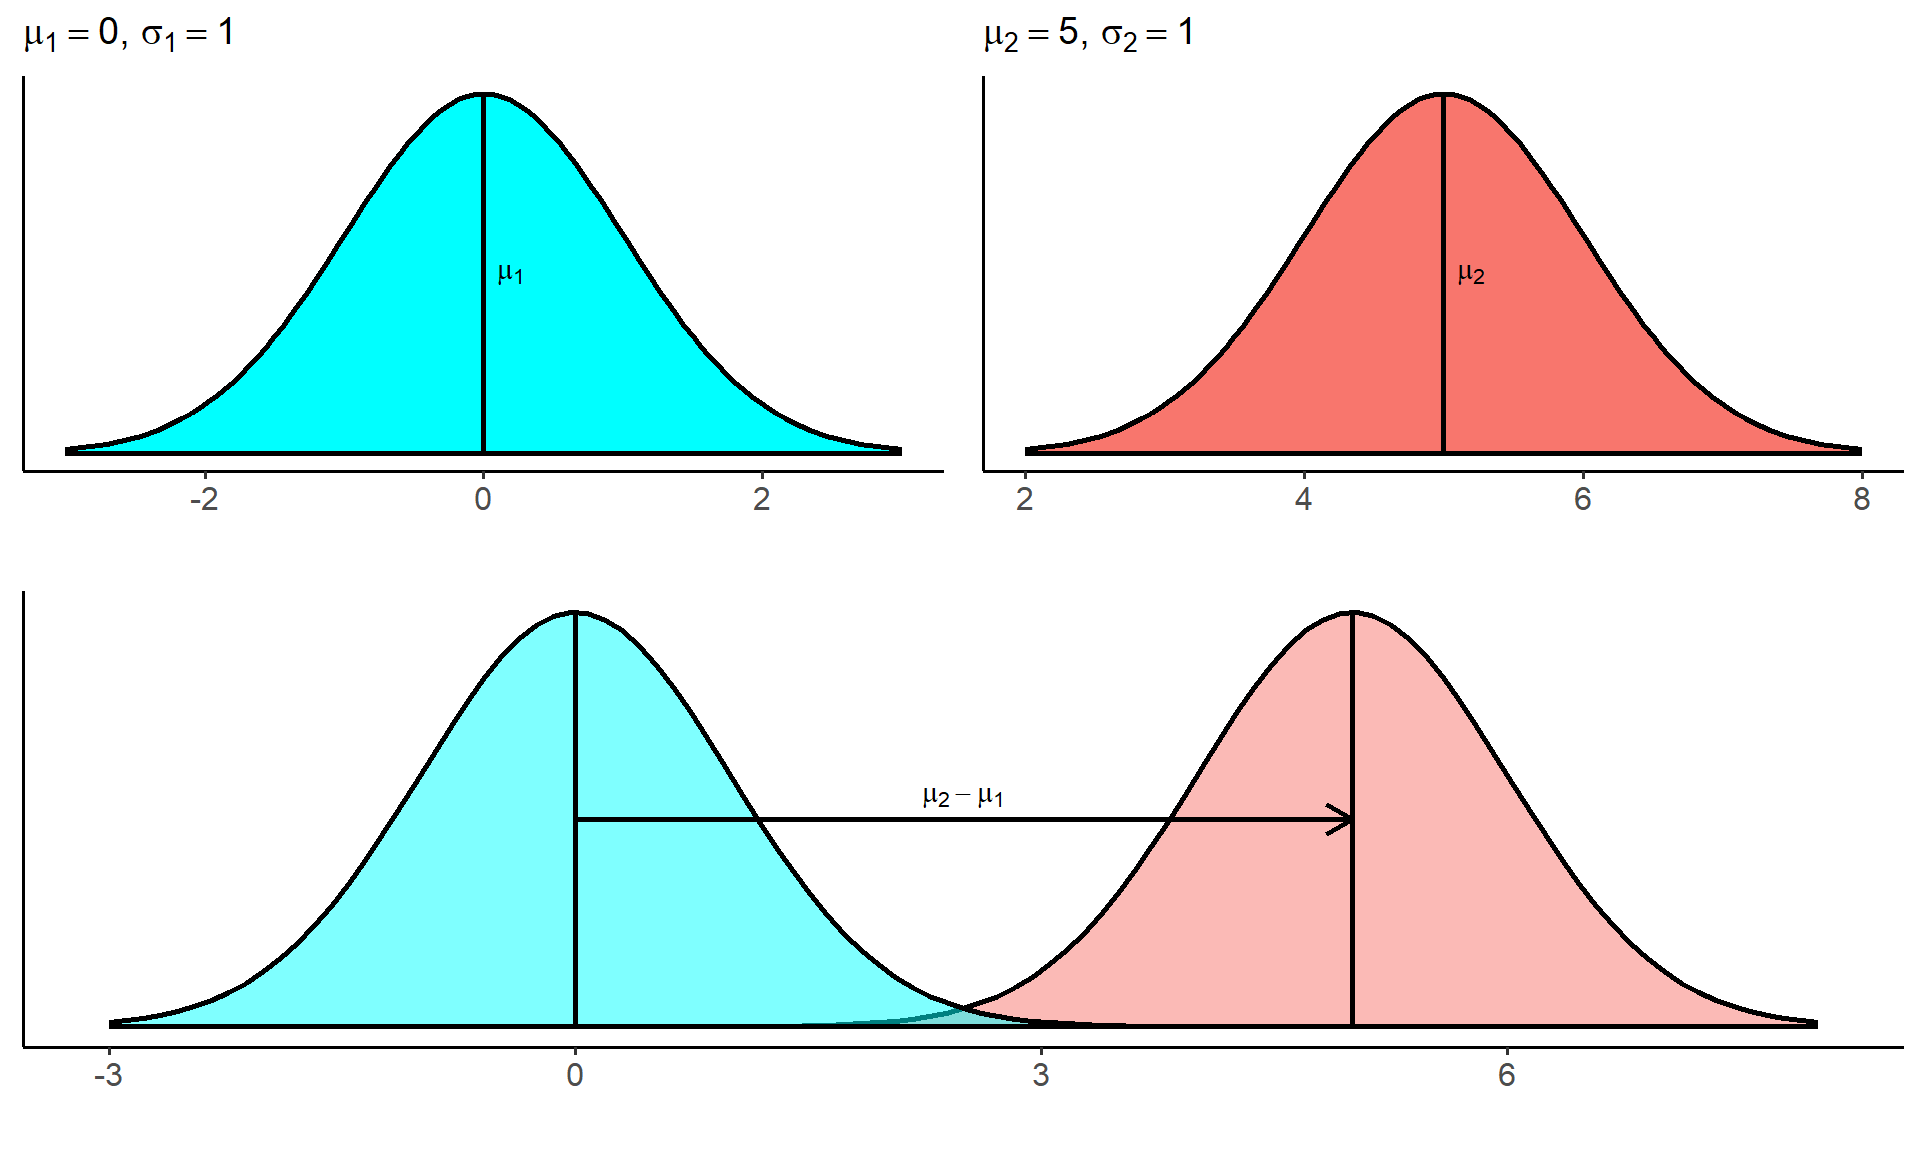 μ₁ = 0, σ₁ = 1
μ₂ = 5, σ₂ = 1
μ₁
μ₂
-2 0 2
2 4 6 8
μ₂ − μ₁
-3 0 3 6